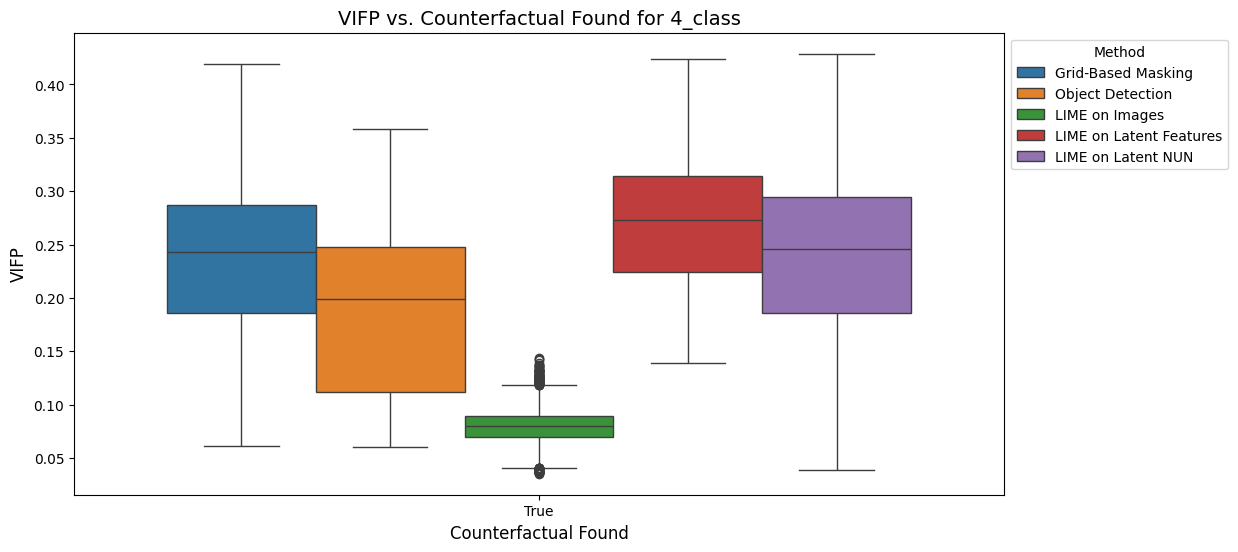 VIFP vs. Counterfactual Found for 4_class
VIFP
0.40
0.35
0.30
0.25
0.20
0.15
0.10
0.05
True
Counterfactual Found
Method
Grid-Based Masking
Object Detection
LIME on Images
LIME on Latent Features
LIME on Latent NUN